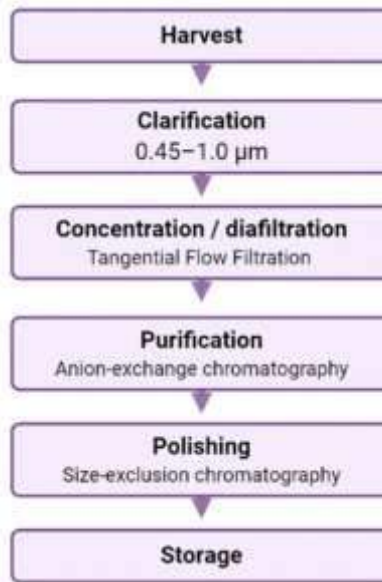 Harvest
Clarification
0.45–1.0 μm
Concentration / diafiltration
Tangential Flow Filtration
Purification
Anion-exchange chromatography
Polishing
Size-exclusion chromatography
Storage